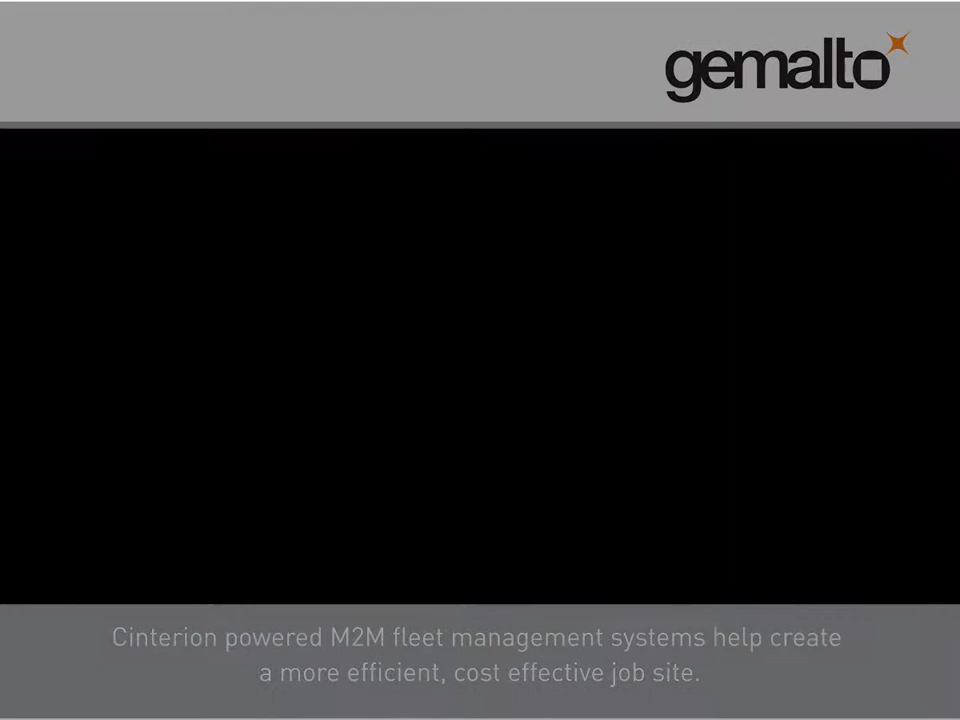 gemalto
Cinterion powered M2M fleet management systems help create
a more efficient, cost effective job site.